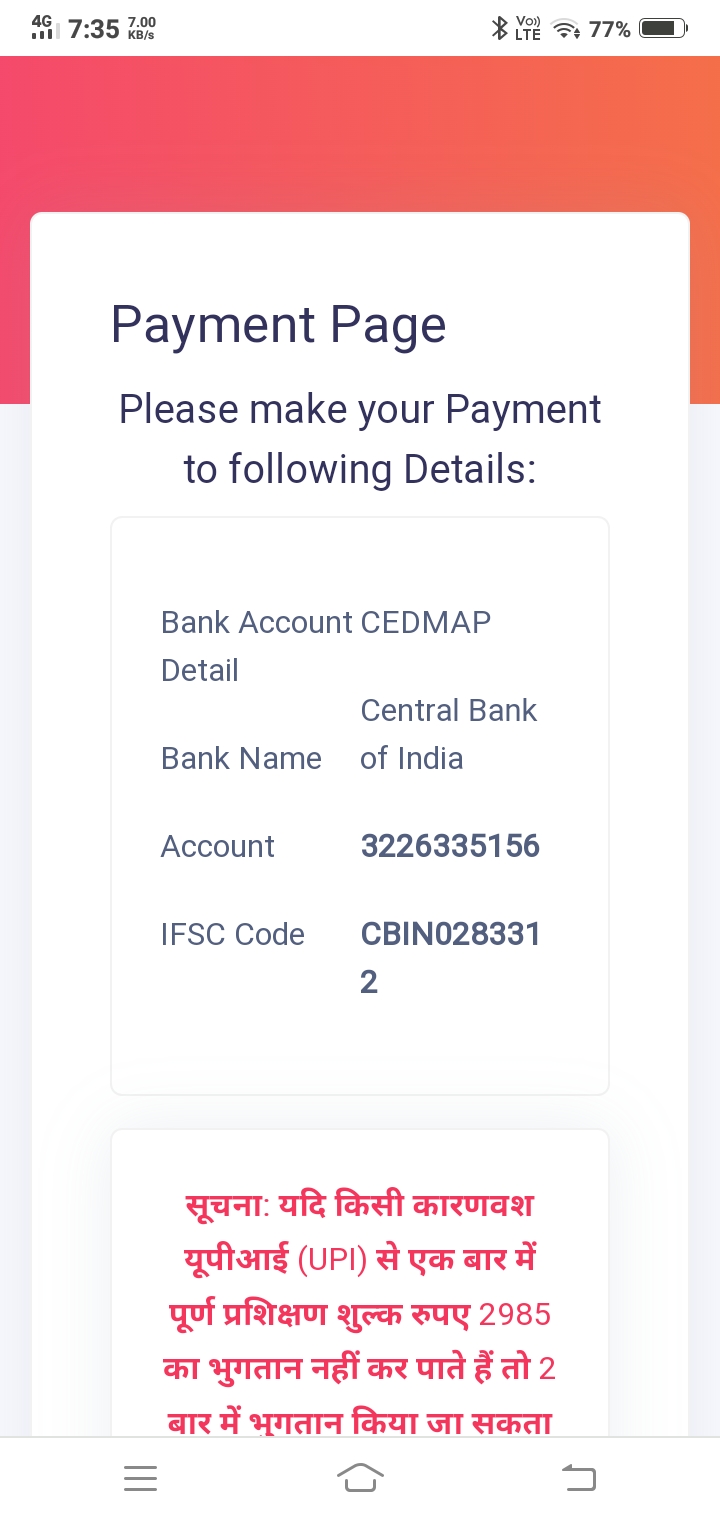 4G 7:35 7.00 KB/s Vo)) LTE 77%
Payment Page
Please make your Payment
to following Details:
Bank Account CEDMAP
Detail
Central Bank
Bank Name of India
Account 3226335156
IFSC Code CBIN028331
2
सूचना: यदि किसी कारणवश
यूपीआई (UPI) से एक बार में
पूर्ण प्रशिक्षण शुल्क रुपए 2985
का भुगतान नहीं कर पाते हैं तो 2
बार में भुगतान किया जा सकता